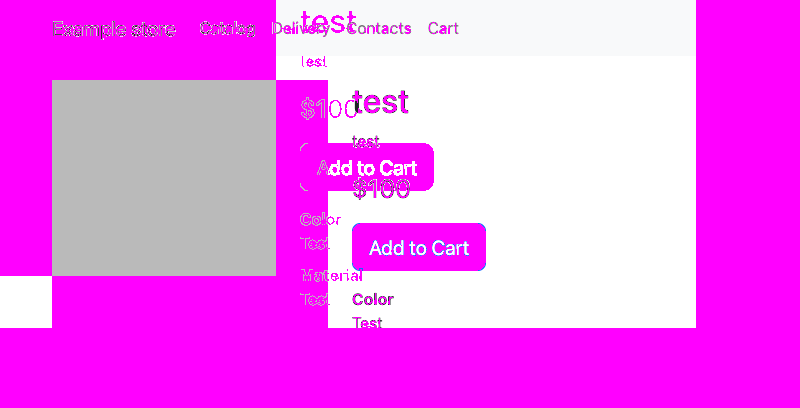 test
Example store Catalog Delivery Contacts Cart
test
test
$100
test
Add to Cart
$100
Color
Test
Add to Cart
Material
Test
Color
Test